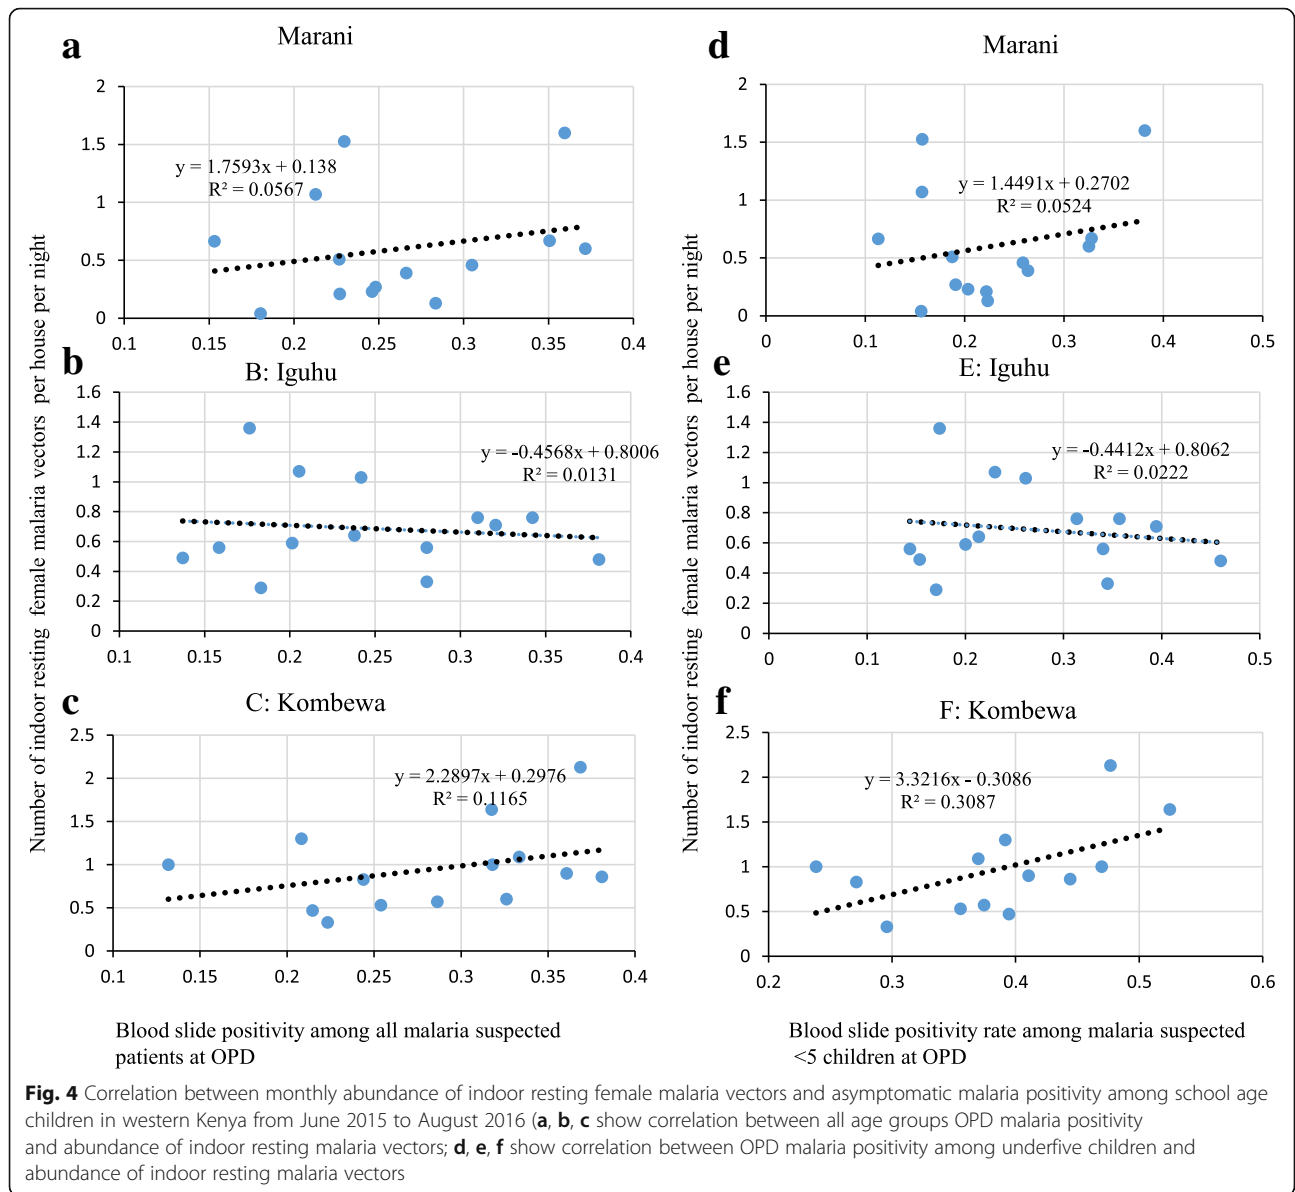 a
Marani
2
1.5
1
0.5
0
y = 1.7593x + 0.138
R² = 0.0567
0.1 0.15 0.2 0.25 0.3 0.35 0.4
b
B: Iguhu
1.6
1.4
1.2
1
0.8
0.6
0.4
0.2
0
y = -0.4568x + 0.8006
R² = 0.0131
0.1 0.15 0.2 0.25 0.3 0.35 0.4
c
C: Kombewa
2.5
2
1.5
1
0.5
0
y = 2.2897x + 0.2976
R² = 0.1165
0.1 0.15 0.2 0.25 0.3 0.35 0.4
Number of indoor resting female malaria vectors per house per night
Blood slide positivity among all malaria suspected
patients at OPD
d
Marani
2
1.5
1
0.5
0
y = 1.4491x + 0.2702
R² = 0.0524
0 0.1 0.2 0.3 0.4 0.5
e
E: Iguhu
1.6
1.4
1.2
1
0.8
0.6
0.4
0.2
0
y = -0.4412x + 0.8062
R² = 0.0222
0 0.1 0.2 0.3 0.4 0.5
f
F: Kombewa
2.5
2
1.5
1
0.5
0
y = 3.3216x - 0.3086
R² = 0.3087
0.2 0.3 0.4 0.5 0.6
Number of indoor resting female malaria vectors per house per night
Blood slide positivity rate among malaria suspected
<5 children at OPD
Fig. 4 Correlation between monthly abundance of indoor resting female malaria vectors and asymptomatic malaria positivity among school age
children in western Kenya from June 2015 to August 2016 (a, b, c show correlation between all age groups OPD malaria positivity
and abundance of indoor resting malaria vectors; d, e, f show correlation between OPD malaria positivity among underfive children and
abundance of indoor resting malaria vectors